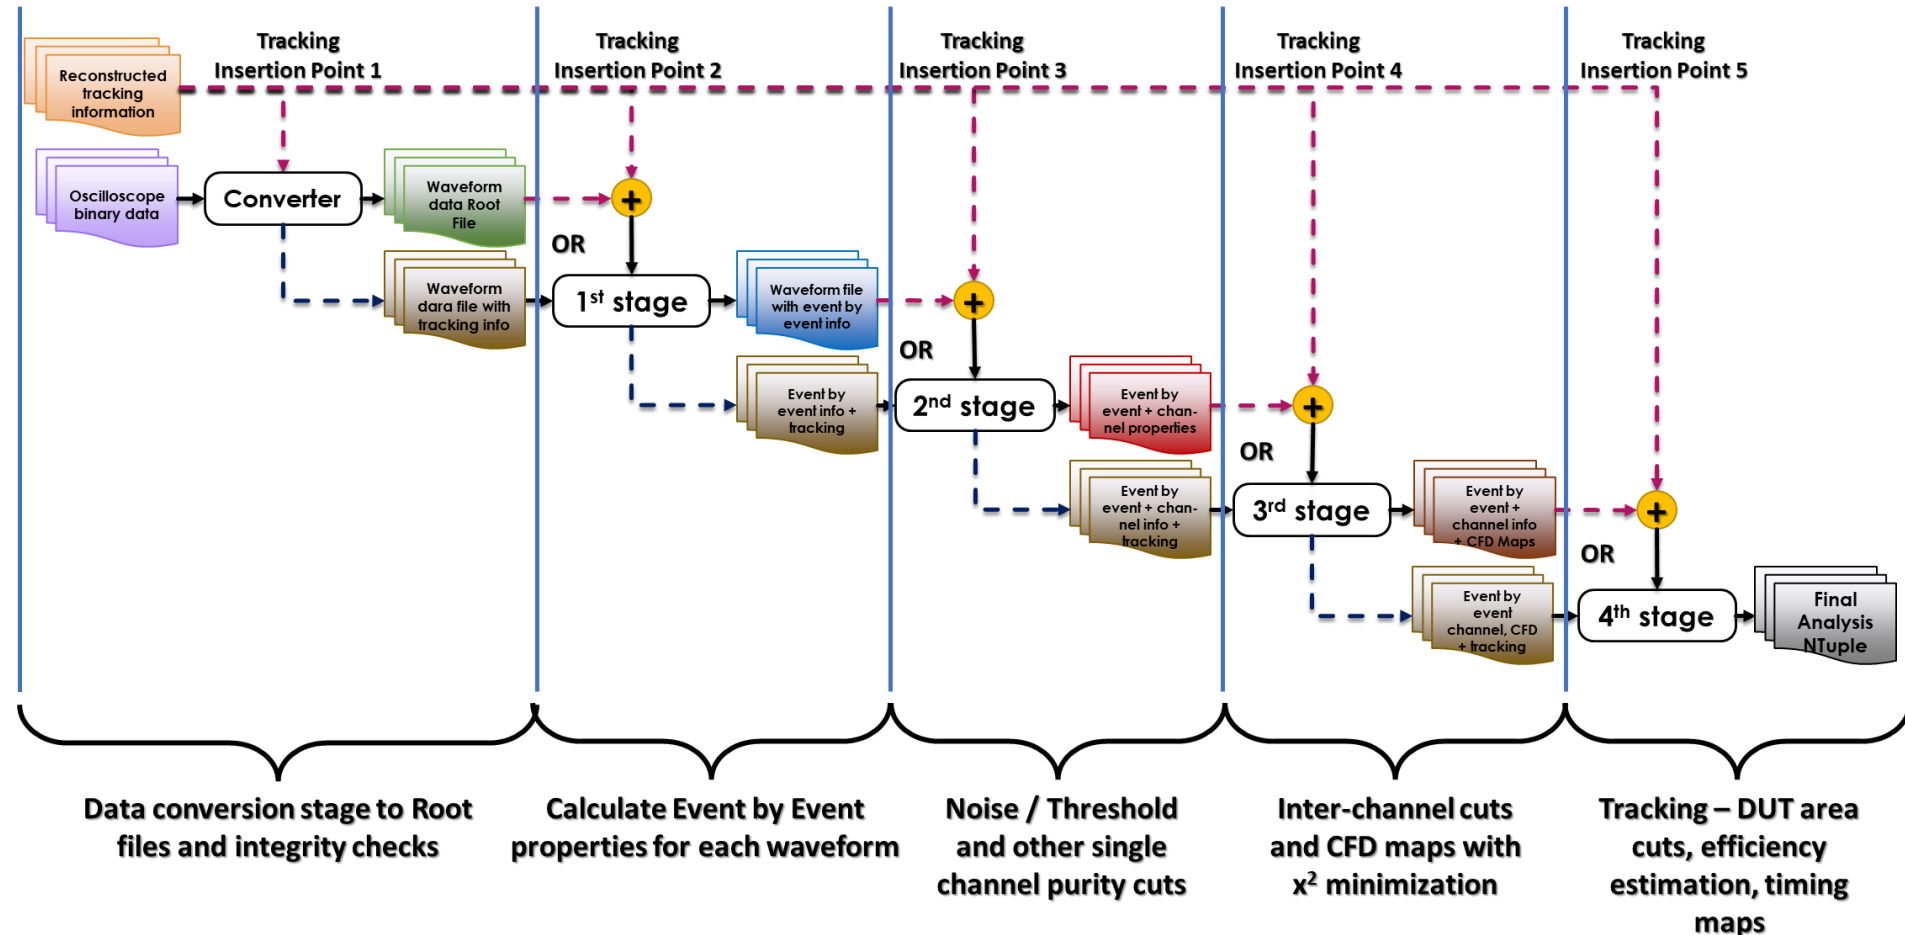 Tracking
Insertion Point 1
Tracking
Insertion Point 2
Tracking
Insertion Point 3
Tracking
Insertion Point 4
Tracking
Insertion Point 5
Reconstructed
tracking
information
Oscilloscope
binary data
Converter
Waveform
data Root
File
+
OR
Waveform
dara file with
tracking info
1st stage
Waveform file
with event by
event info
+
OR
Event by
event info +
tracking
2nd stage
Event by
event + chan-
nel properties
+
OR
Event by
event + chan-
nel info +
tracking
3rd stage
Event by
event +
channel info
+ CFD Maps
+
OR
Event by
event
channel, CFD
+ tracking
4th stage
Final
Analysis
NTuple
Data conversion stage to Root
files and integrity checks
Calculate Event by Event
properties for each waveform
Noise / Threshold
and other single
channel purity cuts
Inter-channel cuts
and CFD maps with
x² minimization
Tracking – DUT area
cuts, efficiency
estimation, timing
maps